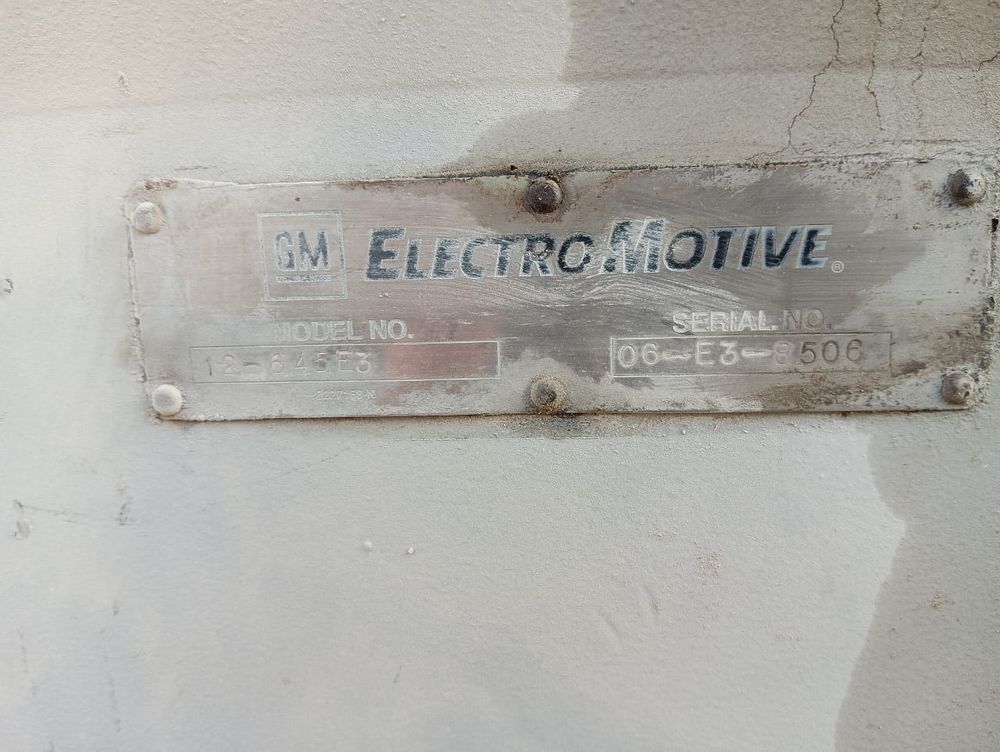 GM ELECTRO-MOTIVE®
MODEL NO. SERIAL NO.
12-645E3 06-E3-8506